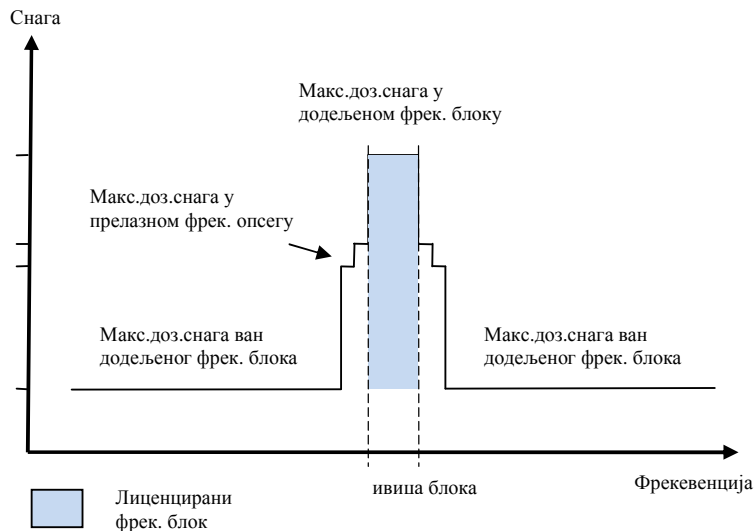 Снага
Макс.доз.снага у
додељеном фрек. блоку
Макс.доз.снага у
прелазном фрек. опсегу
Макс.доз.снага ван
додељеног фрек. блока
Макс.доз.снага ван
додељеног фрек. блока
Фрекевенција
ивица блока
Лиценцирани
фрек. блок